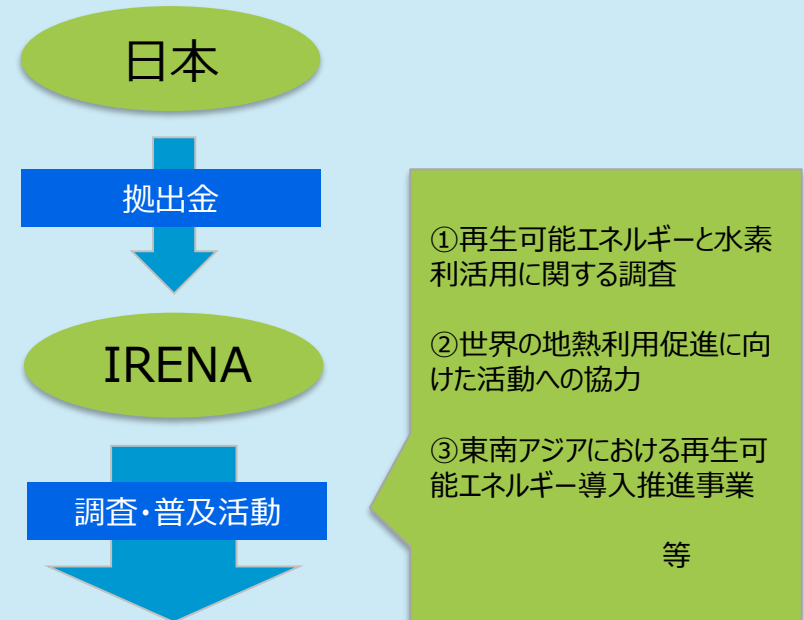 日本
拠出金
IRENA
調査・普及活動
①再生可能エネルギーと水素
利活用に関する調査
②世界の地熱利用促進に向
けた活動への協力
③東南アジアにおける再生可
能エネルギー導入推進事業
等